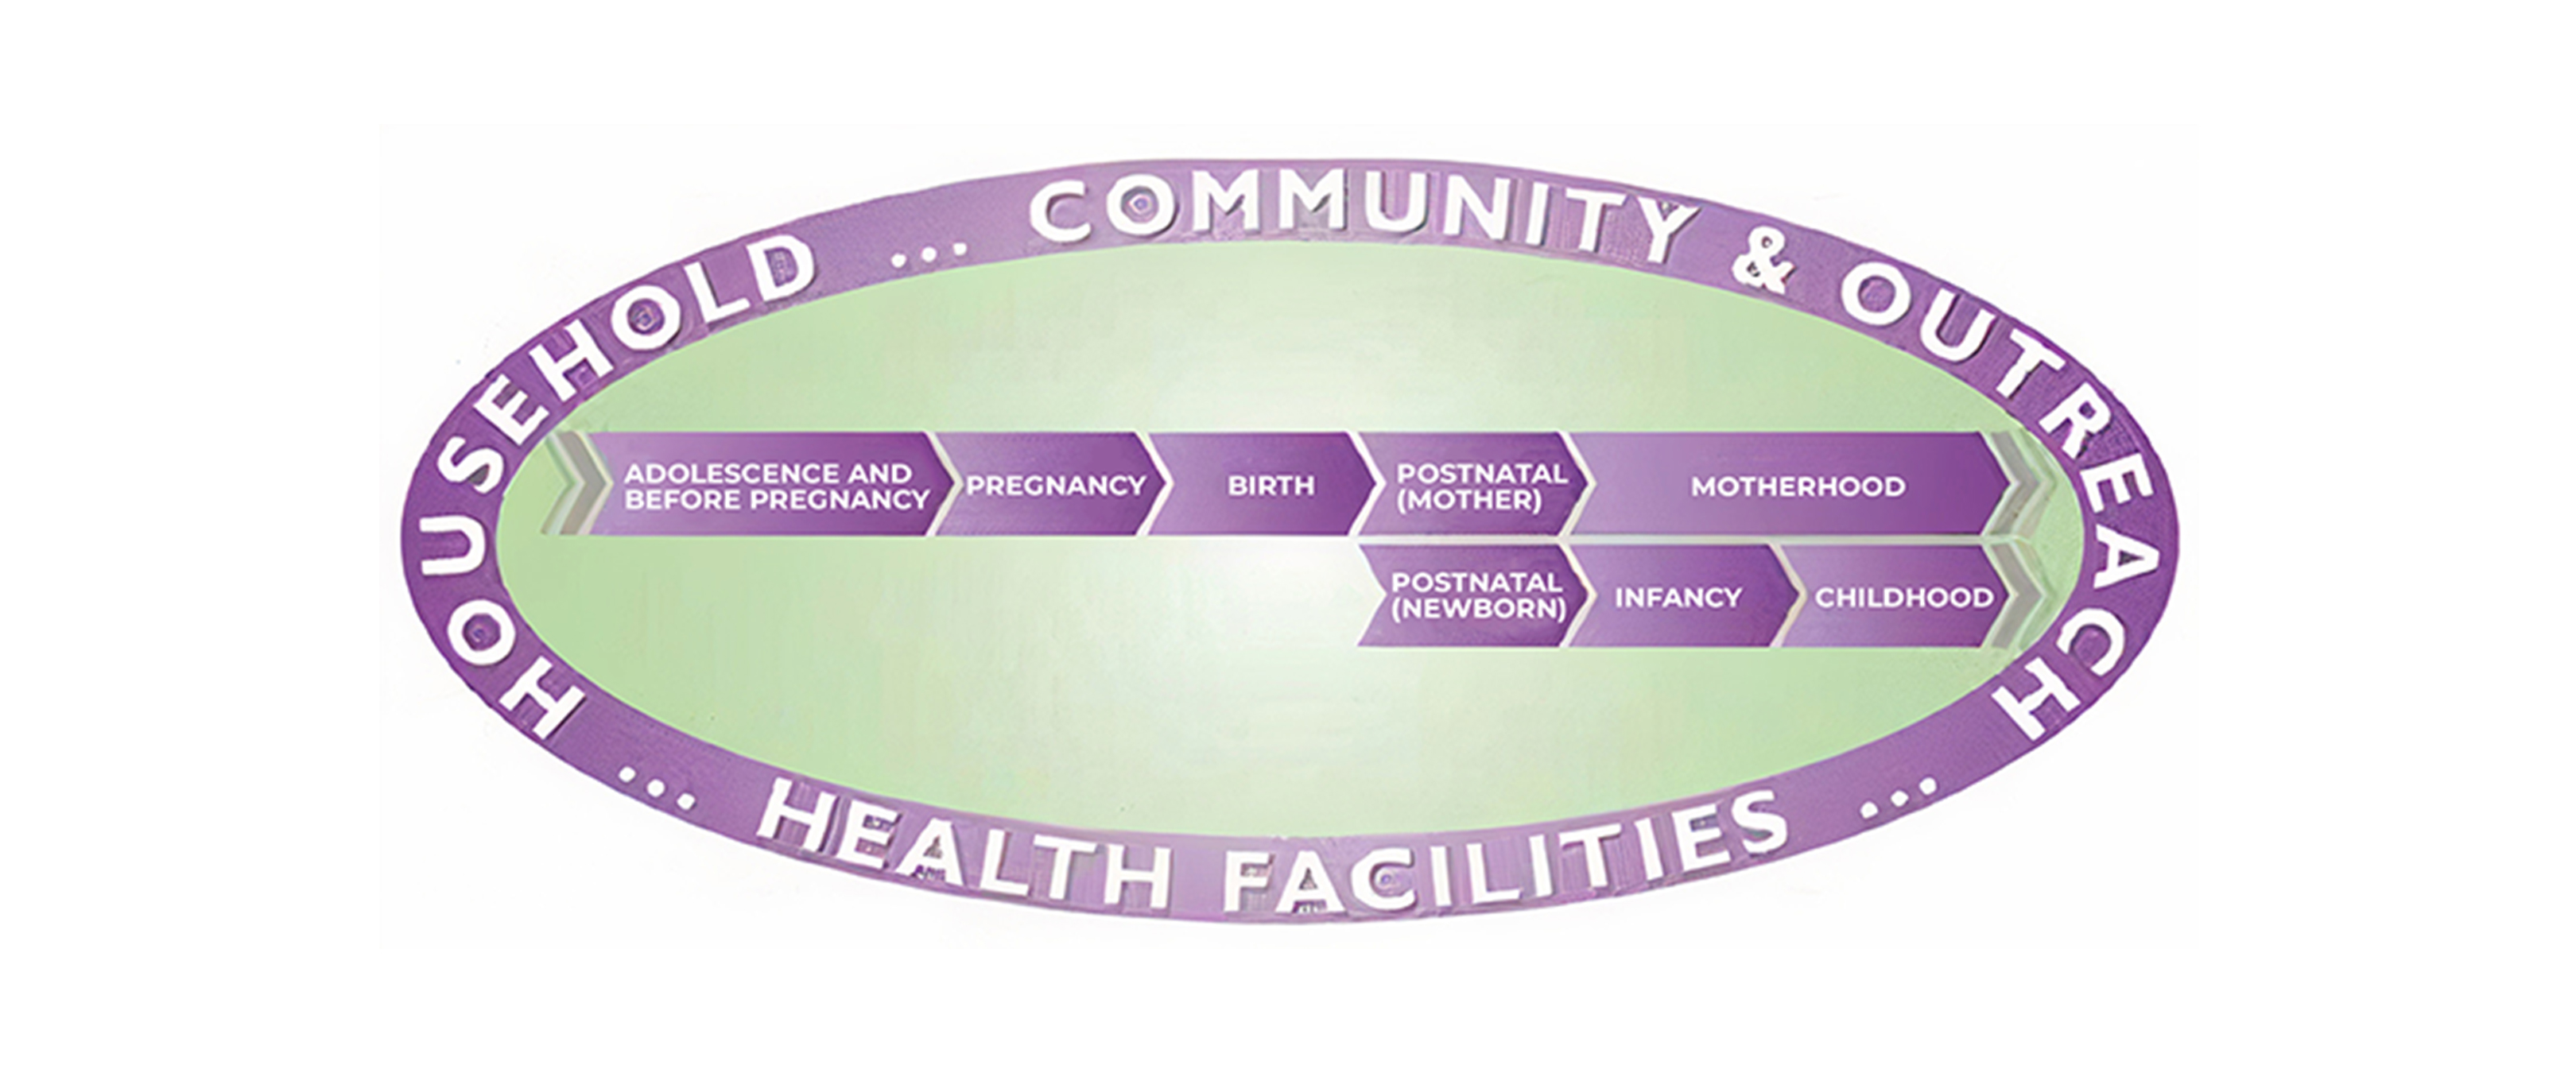 HOUSEHOLD ... COMMUNITY & OUTREACH ...
ADOLESCENCE AND
BEFORE PREGNANCY
PREGNANCY
BIRTH
POSTNATAL
(MOTHER)
MOTHERHOOD
POSTNATAL
(NEWBORN)
INFANCY
CHILDHOOD
... HEALTH FACILITIES